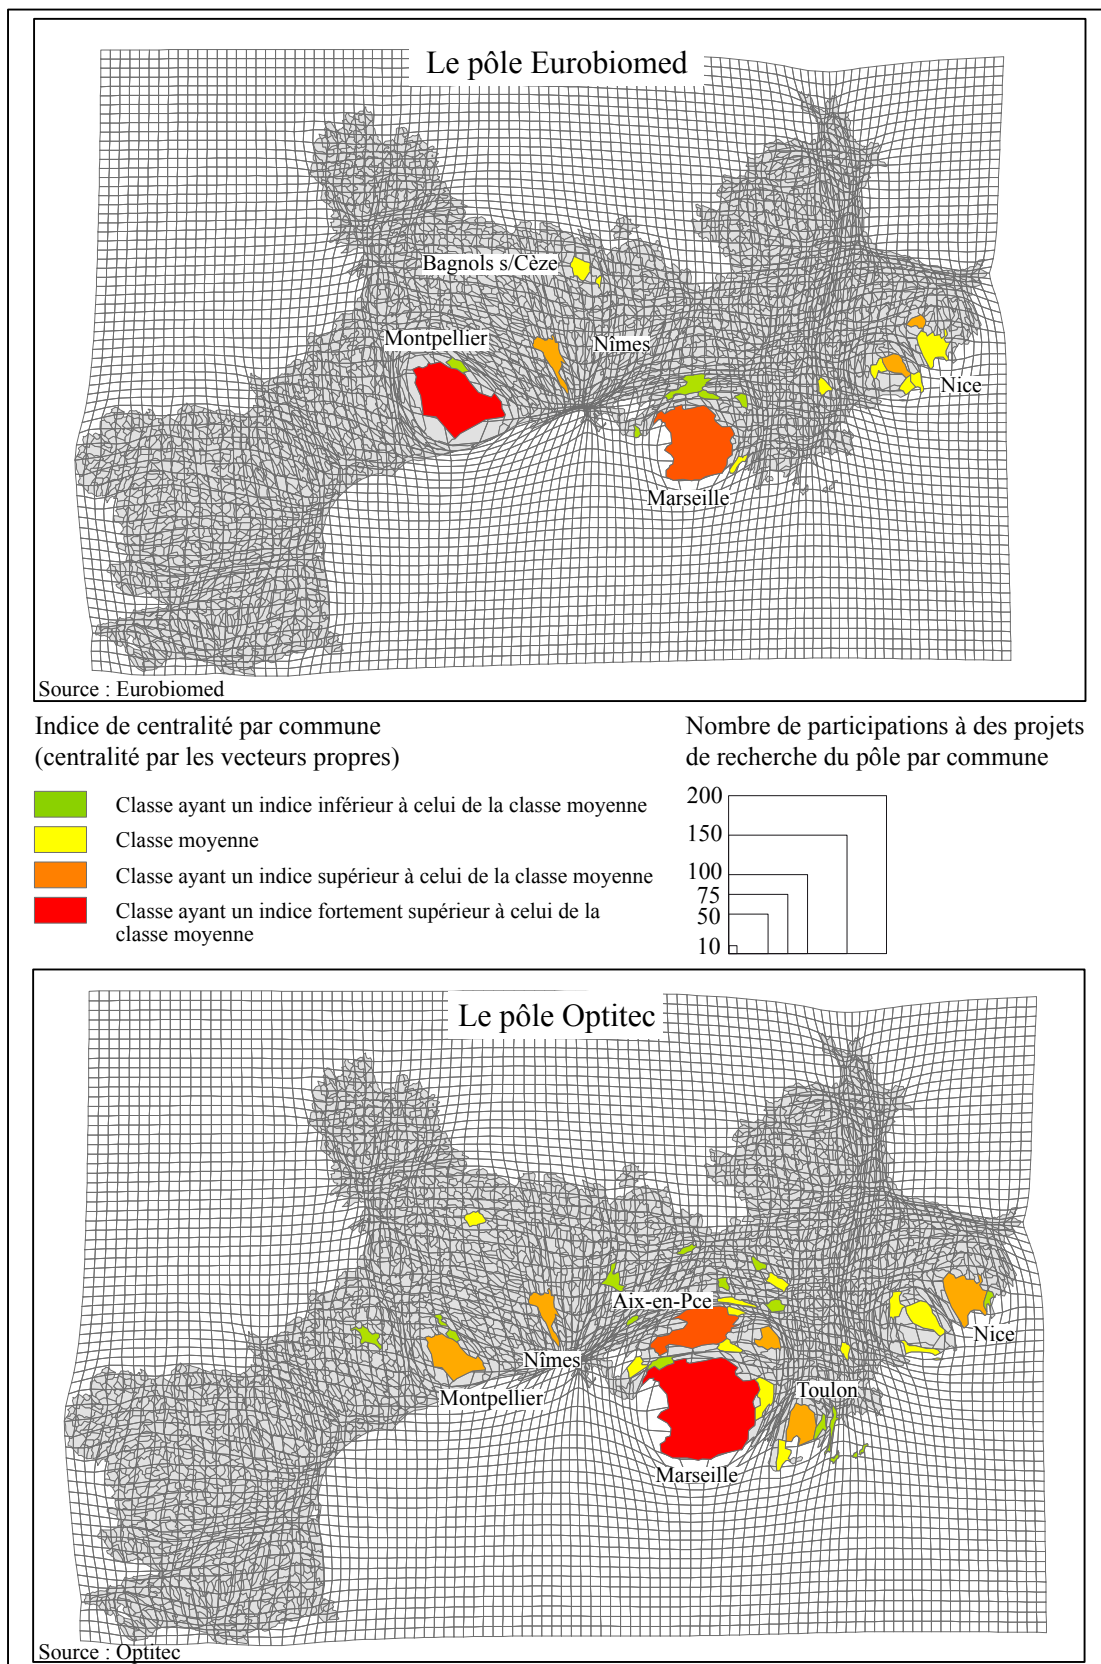 Le pôle Eurobiomed
Bagnols s/Cèze
Montpellier
Nîmes
Nice
Marseille
Source : Eurobiomed
Indice de centralité par commune
(centralité par les vecteurs propres)
Classe ayant un indice inférieur à celui de la classe moyenne
Classe moyenne
Classe ayant un indice supérieur à celui de la classe moyenne
Classe ayant un indice fortement supérieur à celui de la
classe moyenne
Nombre de participations à des projets
de recherche du pôle par commune
200
150
100
75
50
10
Le pôle Optitec
Aix-en-Pce
Nice
Nîmes
Montpellier
Toulon
Marseille
Source : Optitec